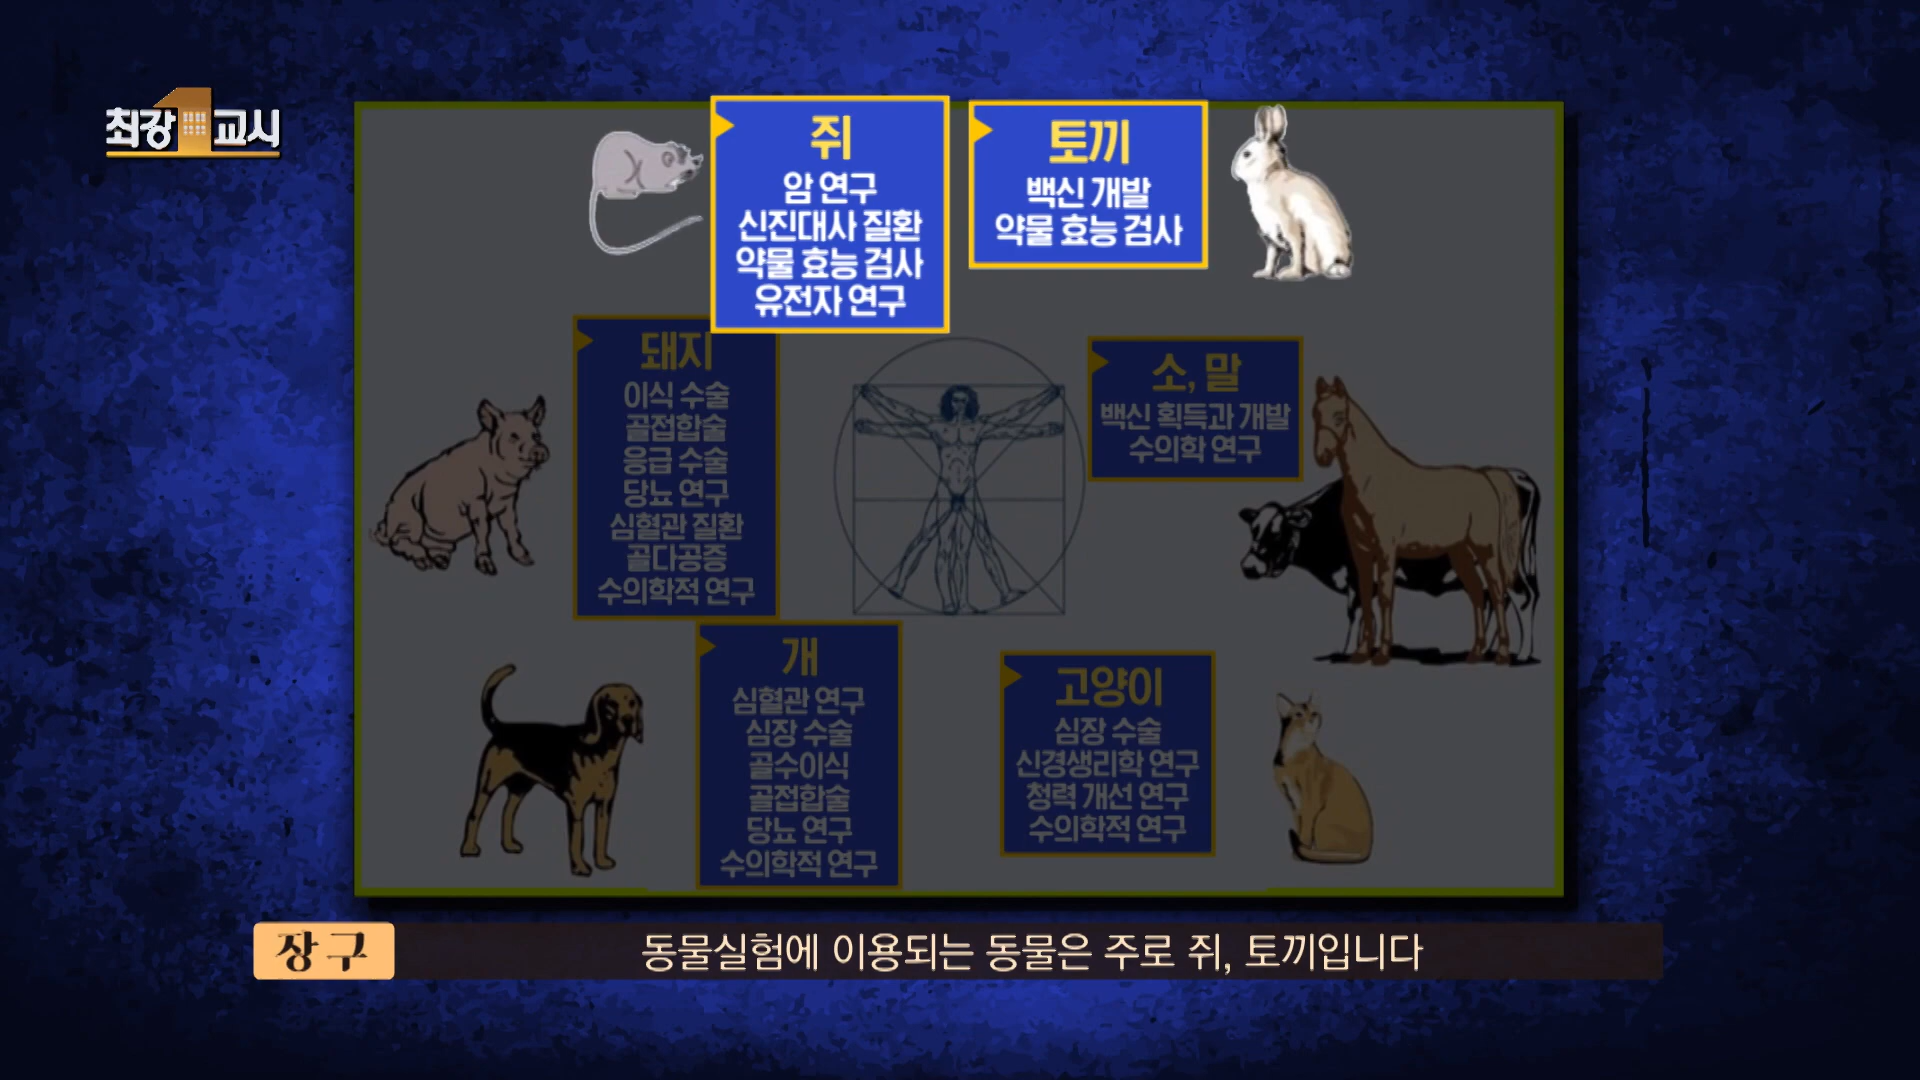 최강1교시
쥐
암 연구
신진대사 질환
약물 효능 검사
유전자 연구
토끼
백신 개발
약물 효능 검사
돼지
이식 수술
골접합술
응급 수술
당뇨 연구
심혈관 질환
골다공증
수의학적 연구
소, 말
백신 획득과 개발
수의학 연구
개
심혈관 연구
심장 수술
골수이식
골접합술
당뇨 연구
수의학적 연구
고양이
심장 수술
신경생리학 연구
청력 개선 연구
수의학적 연구
장구 동물실험에 이용되는 동물은 주로 쥐, 토끼입니다